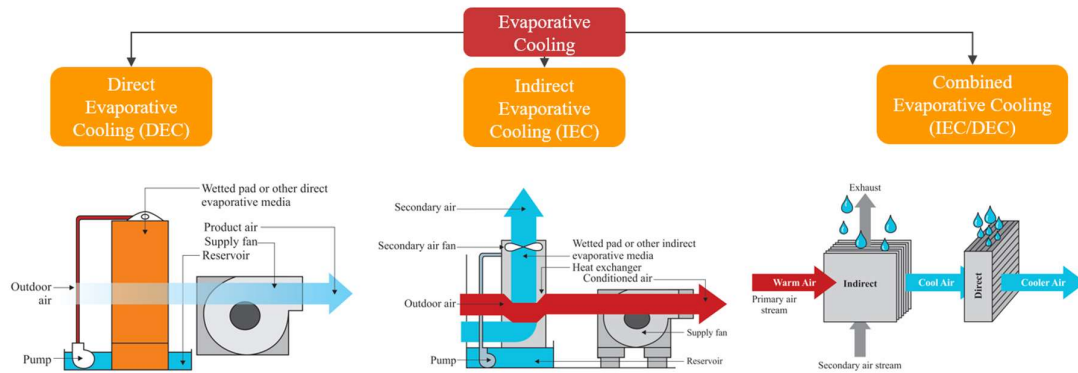 Evaporative
Cooling
Direct
Evaporative
Cooling (DEC)
Indirect
Evaporative
Cooling (IEC)
Combined
Evaporative Cooling
(IEC/DEC)
Wetted pad or other direct
evaporative media
Product air
Supply fan
Reservoir
Outdoor
air
Pump
Secondary air
Secondary air fan
Wetted pad or other indirect
evaporative media
Heat exchanger
Conditioned air
Outdoor air
Supply fan
Pump
Reservoir
Exhaust
Warm Air
Primary air
stream
Indirect
Cool Air
Direct
Cooler Air
Secondary air stream